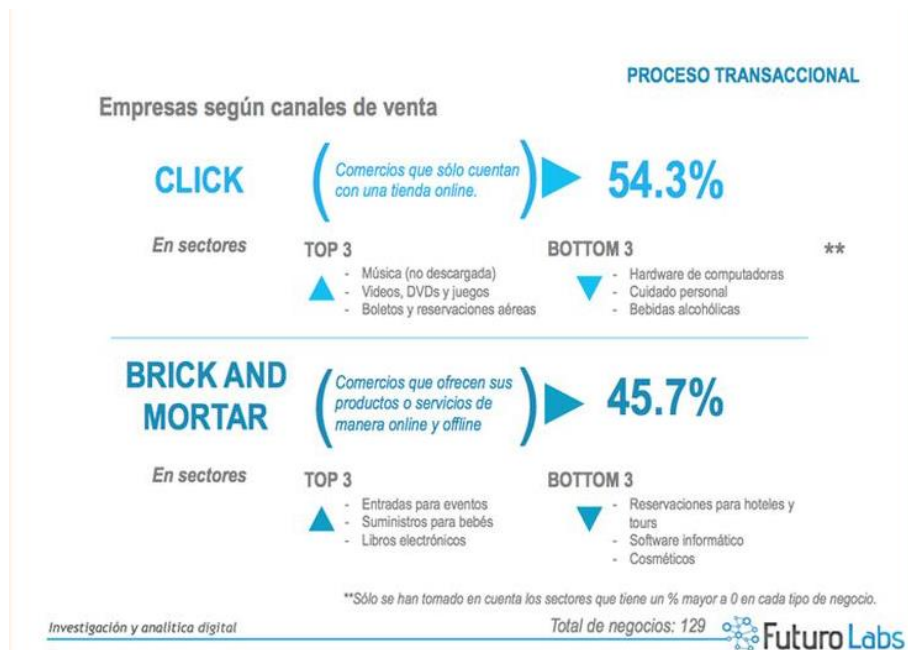 PROCESO TRANSACCIONAL
Empresas según canales de venta
CLICK
Comercios que sólo cuentan
con una tienda online.
54.3%
En sectores
TOP 3
- Música (no descargada)
- Videos, DVDs y juegos
- Boletos y reservaciones aéreas
BOTTOM 3
- Hardware de computadoras
- Cuidado personal
- Bebidas alcohólicas
**
BRICK AND
MORTAR
Comercios que ofrecen sus
productos o servicios de
manera online y offline
45.7%
En sectores
TOP 3
- Entradas para eventos
- Suministros para bebés
- Libros electrónicos
BOTTOM 3
- Reservaciones para hoteles y
tours
- Software informático
- Cosméticos
**Sólo se han tomado en cuenta los sectores que tiene un % mayor a 0 en cada tipo de negocio.
Investigación y analítica digital
Total de negocios: 129
Futuro Labs